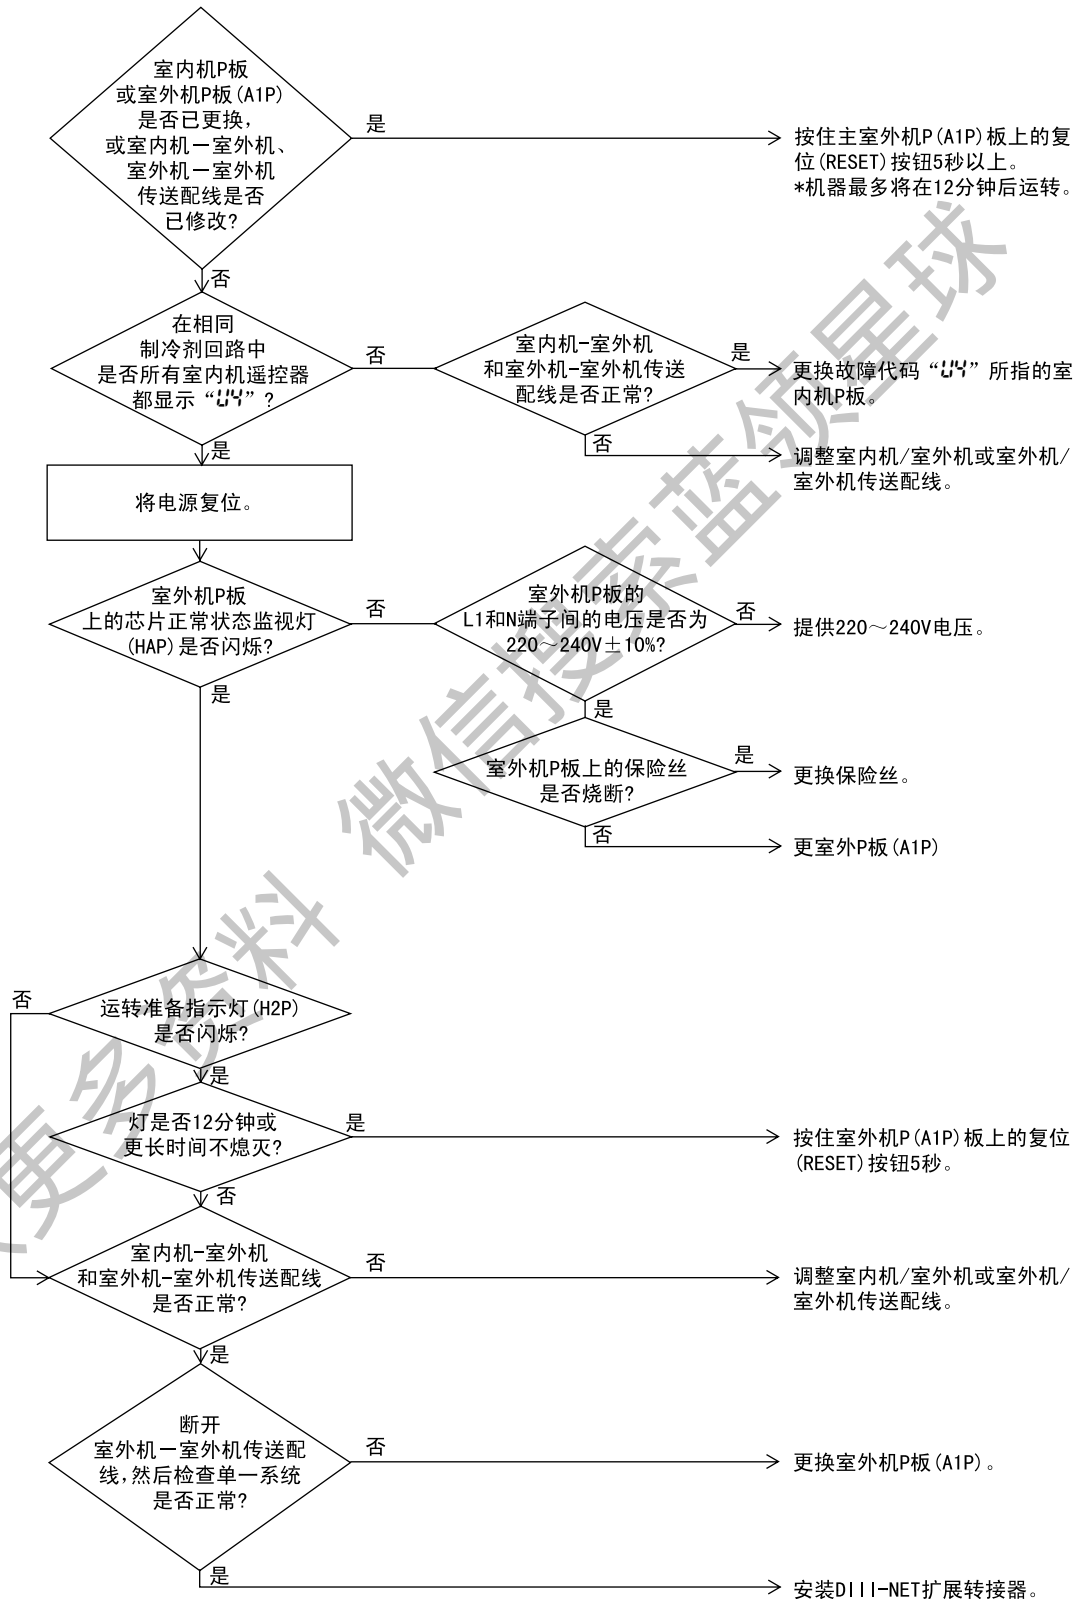 室内机P板
或室外机P板(A1P)
是否已更换，
或室内机—室外机、
室外机—室外机
传送配线是否
已修改?
是
按住主室外机P(A1P)板上的复
位(RESET)按钮5秒以上。
*机器最多将在12分钟后运转。
否
在相同
制冷剂回路中
是否所有室内机遥控器
都显示“U4”?
否
室内机-室外机
和室外机-室外机传送
配线是否正常?
是
更换故障代码“U4”所指的室
内机P板。
否
调整室内机/室外机或室外机/
室外机传送配线。
是
将电源复位。
室外机P板
上的芯片正常状态监视灯
(HAP)是否闪烁?
否
室外机P板的
L1和N端子间的电压是否为
220～240V±10%?
否
提供220～240V电压。
是
室外机P板上的保险丝
是否烧断?
是
更换保险丝。
否
更室外P板(A1P)
是
运转准备指示灯(H2P)
是否闪烁?
否
是
灯是否12分钟或
更长时间不熄灭?
是
按住室外机P(A1P)板上的复位
(RESET)按钮5秒。
否
室内机-室外机
和室外机-室外机传送配线
是否正常?
否
调整室内机/室外机或室外机/
室外机传送配线。
是
断开
室外机—室外机传送配
线，然后检查单一系统
是否正常?
否
更换室外机P板(A1P)。
是
安装DIII-NET扩展转接器。
更多资料 微信搜索蓝领星球